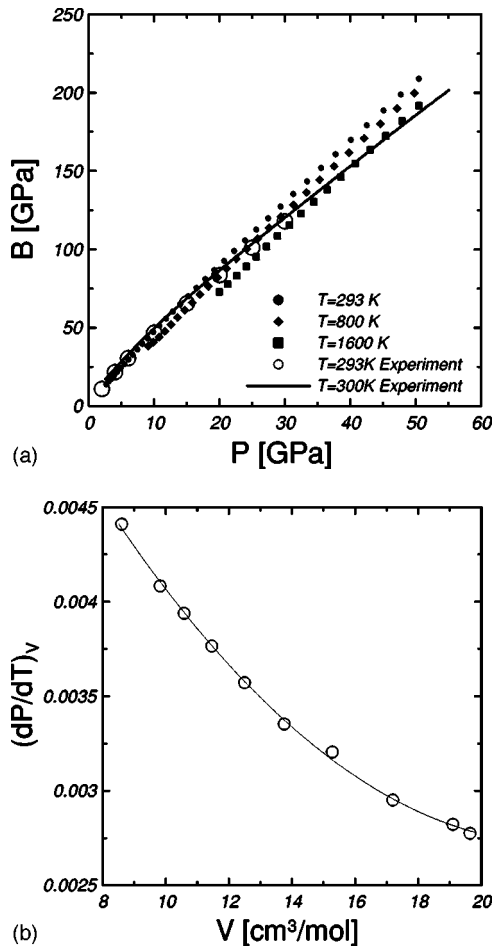 250
200
150
100
50
0
B [GPa]
T=293 K
T=800 K
T=1600 K
T=293K Experiment
T=300K Experiment
0 10 20 30 40 50 60
(a)
P [GPa]
0.0045
0.004
0.0035
0.003
0.0025
(dP/dT)V
8 10 12 14 16 18 20
(b)
V [cm³/mol]